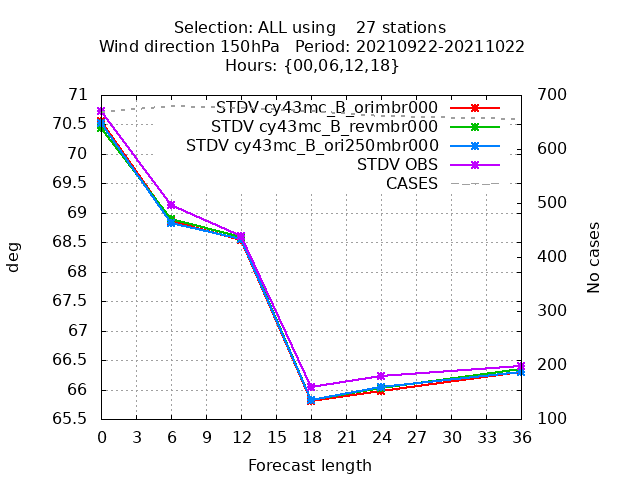 Selection: ALL using    27 stations
Wind direction 150hPa   Period: 20210922-20211022
Hours: {00,06,12,18}
71
70.5
70
69.5
69
68.5
68
67.5
67
66.5
66
65.5
deg
STDV cy43mc_B_orimbr000
STDV cy43mc_B_revmbr000
STDV cy43mc_B_ori250mbr000
STDV OBS
CASES
700
600
500
400
300
200
100
No cases
0 3 6 9 12 15 18 21 24 27 30 33 36
Forecast length